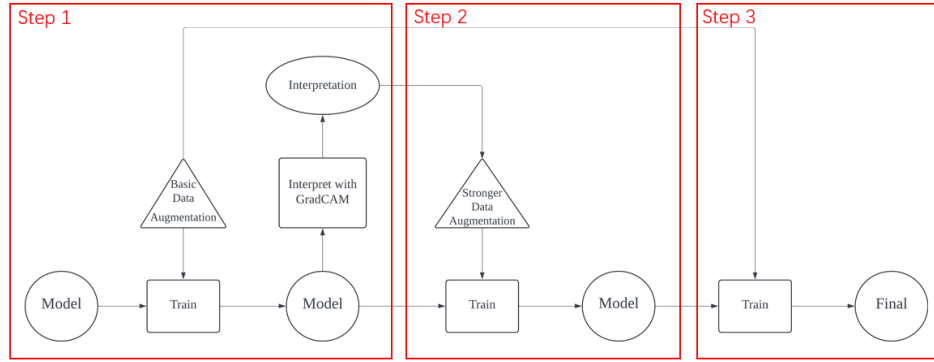 Step 1
Step 2
Step 3
Interpretation
Basic
Data
Augmentation
Interpret with
GradCAM
Stronger
Data
Augmentation
Model
Train
Model
Train
Model
Train
Final